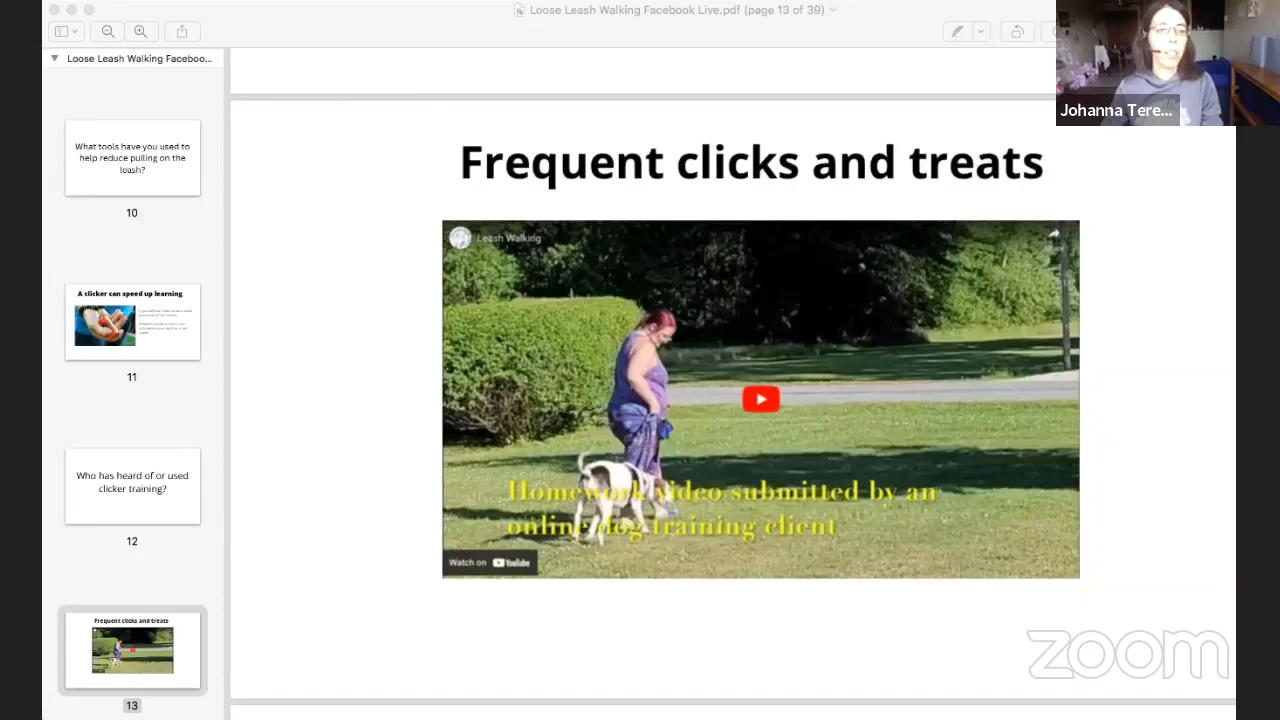 Loose Leash Walking Facebook Live.pdf (page 13 of 39)
Loose Leash Walking Faceboo...
What tools have you used to
help reduce pulling on the
leash?
10
A clicker can speed up learning
11
Who has heard of or used
clicker training?
12
Frequent clicks and treats
13
Frequent clicks and treats
Leash Walking
Share
Homework video submitted by an
online dog training client
Watch on YouTube
Johanna Tere...
zoom